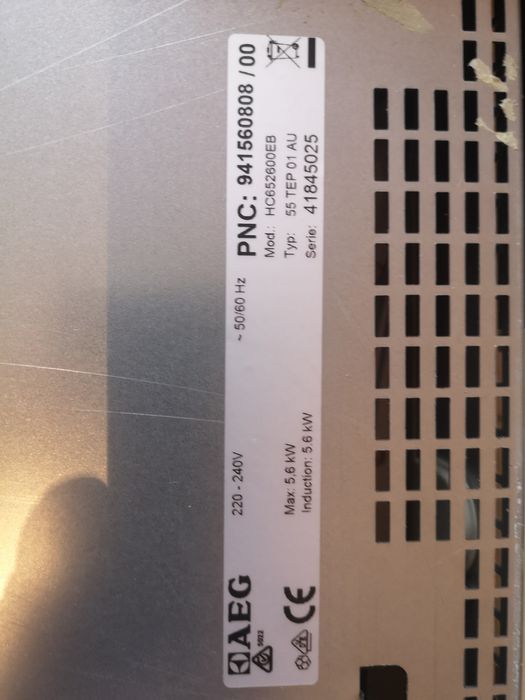 AEG
5022
CE
220 - 240V
~ 50/60 Hz
Max: 5,6 kW
Induction: 5.6 kW
PNC: 941560808 / 00
Mod.: HC652600EB
Typ: 55 TEP 01 AU
Serie: 41845025